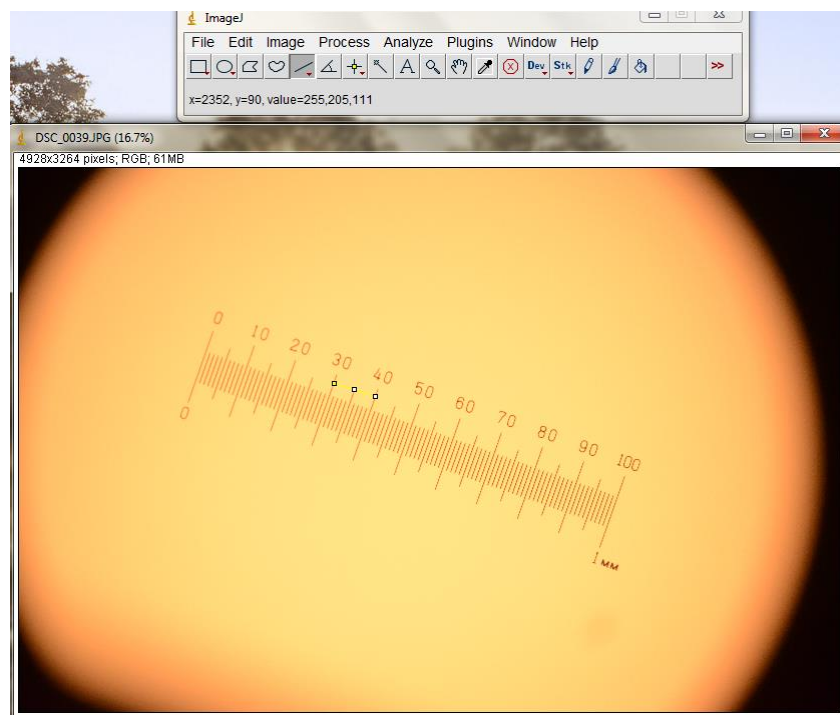 ImageJ
File Edit Image Process Analyze Plugins Window Help
A Dev Stk >>
x=2352, y=90, value=255,205,111
DSC_0039.JPG (16.7%)
4928x3264 pixels; RGB; 61MB
0 10 20 30 40 50 60 70 80 90 100
0
1 мм